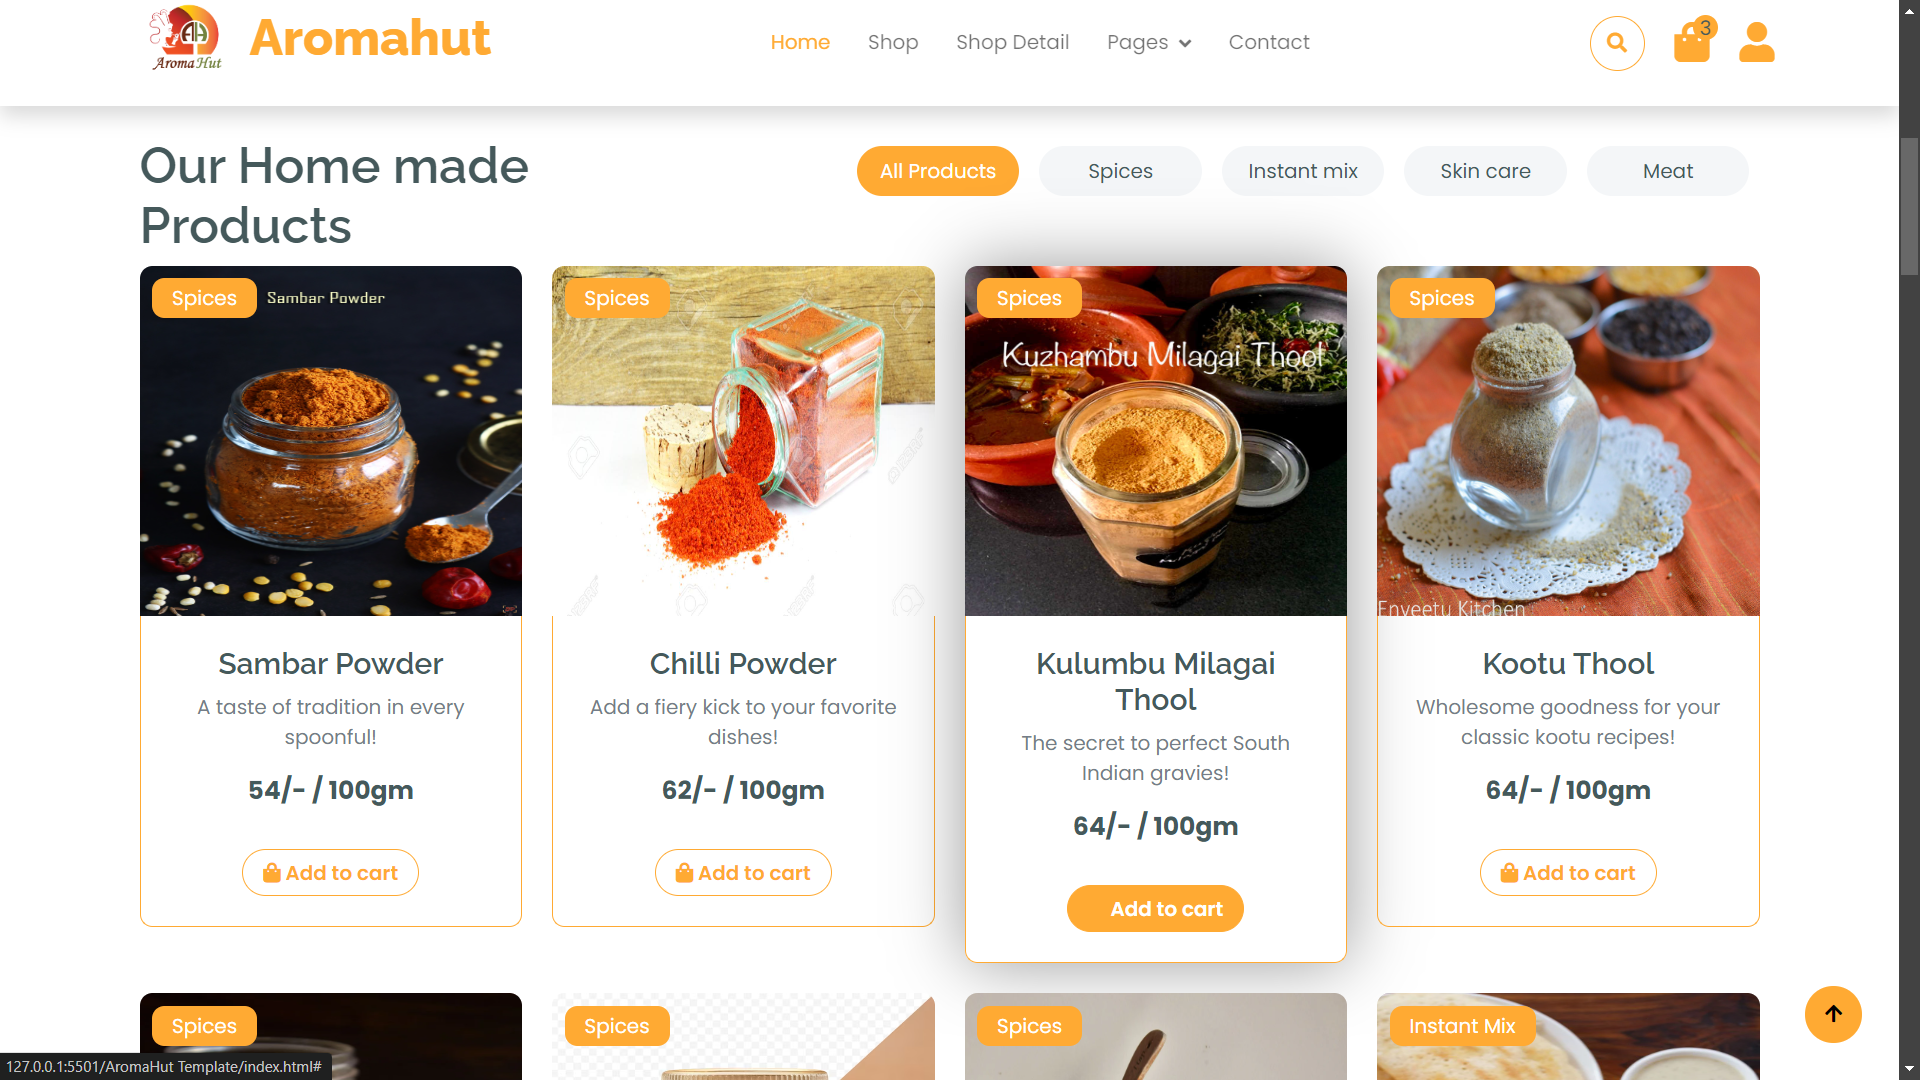 AH
Aroma Hut
Aromahut
Home
Shop
Shop Detail
Pages
Contact
3
Our Home made
Products
All Products
Spices
Instant mix
Skin care
Meat
Spices
Sambar Powder
Spices
Spices
Kuzhambu Milagai Thool
Spices
Enveetu Kitchen
Sambar Powder
A taste of tradition in every
spoonful!
54/- / 100gm
Add to cart
Chilli Powder
Add a fiery kick to your favorite
dishes!
62/- / 100gm
Add to cart
Kulumbu Milagai
Thool
The secret to perfect South
Indian gravies!
64/- / 100gm
Add to cart
Kootu Thool
Wholesome goodness for your
classic kootu recipes!
64/- / 100gm
Add to cart
Spices
Spices
Spices
Instant Mix
127.0.0.1:5501/AromaHut Template/index.html#